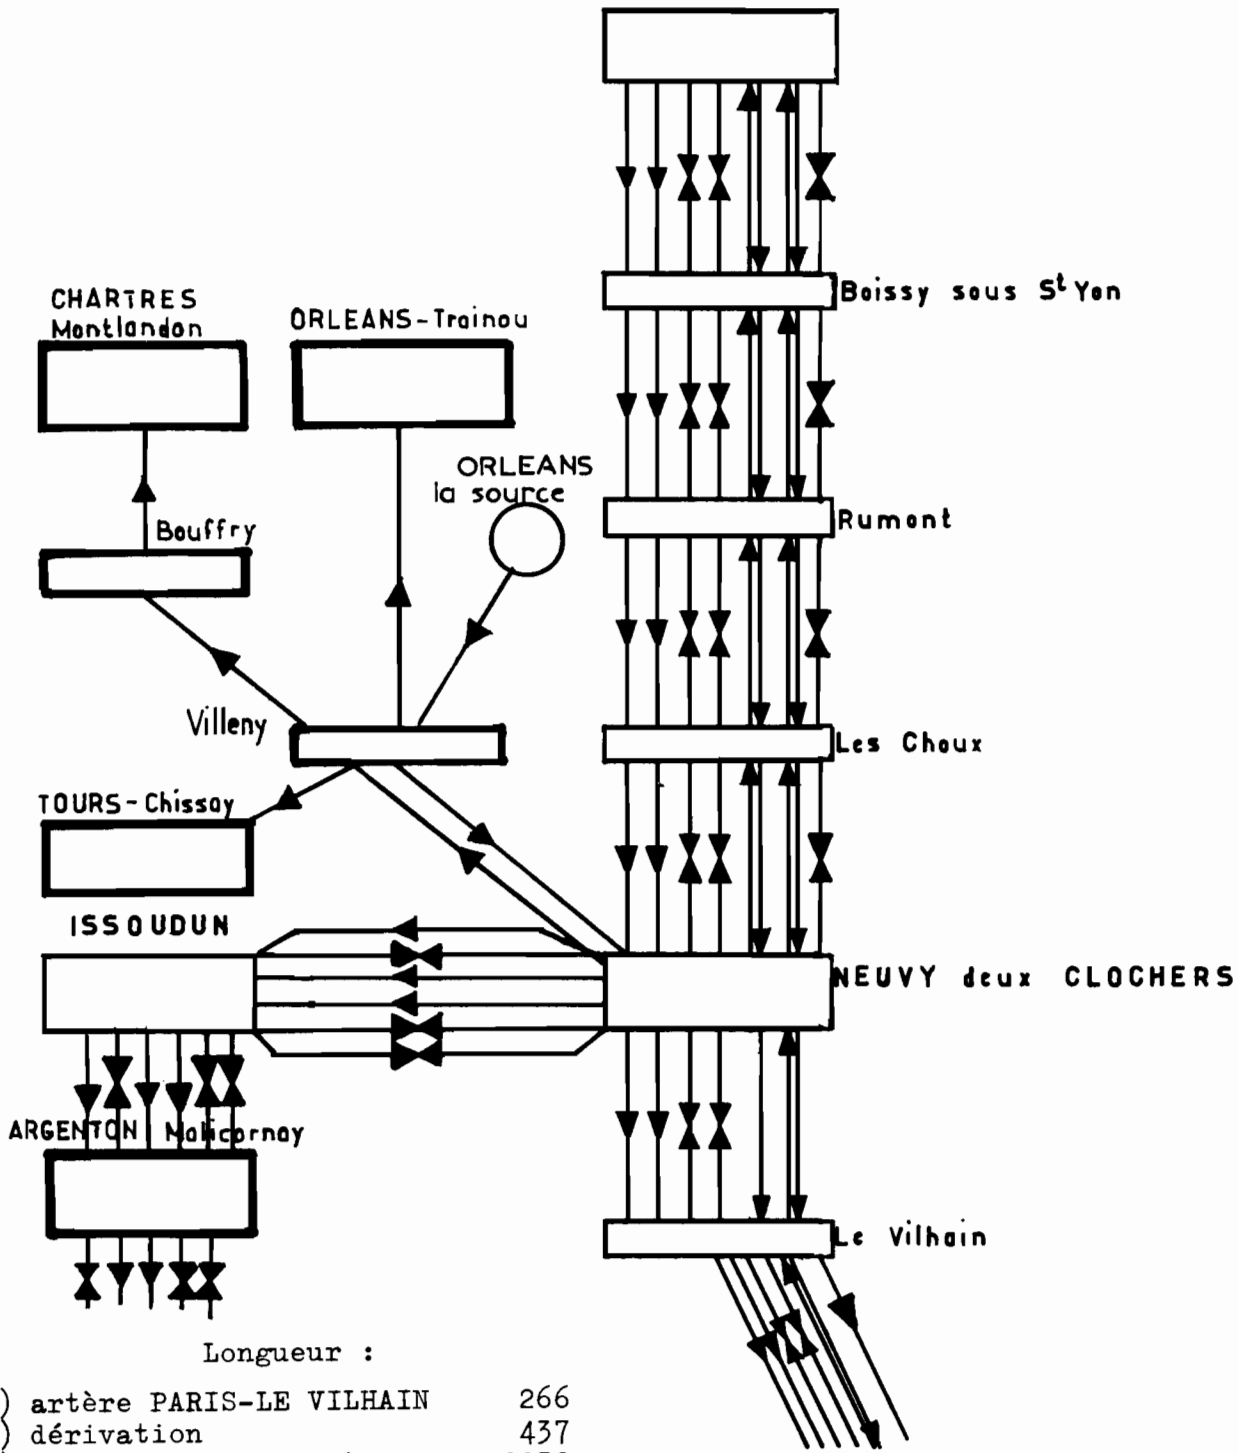 Boissy sous St Yon
CHARTRES
Montlandon
ORLEANS-Trainou
ORLEANS
la source
Rumont
Bouffry
Villeny
Les Choux
TOURS-Chissay
ISSOUDUN
NEUVY deux CLOCHERS
ARGENTON Malicornay
Le Vilhain
Longueur :
) artère PARIS-LE VILHAIN 266
) dérivation 437